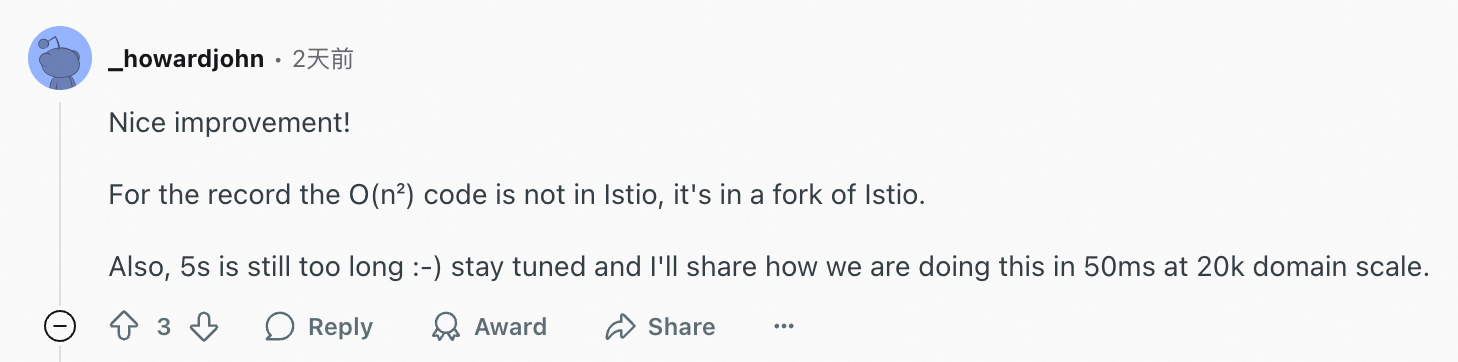 _howardjohn · 2天前
Nice improvement!
For the record the O(n²) code is not in Istio, it's in a fork of Istio.
Also, 5s is still too long :-) stay tuned and I'll share how we are doing this in 50ms at 20k domain scale.
3 Reply Award Share ···